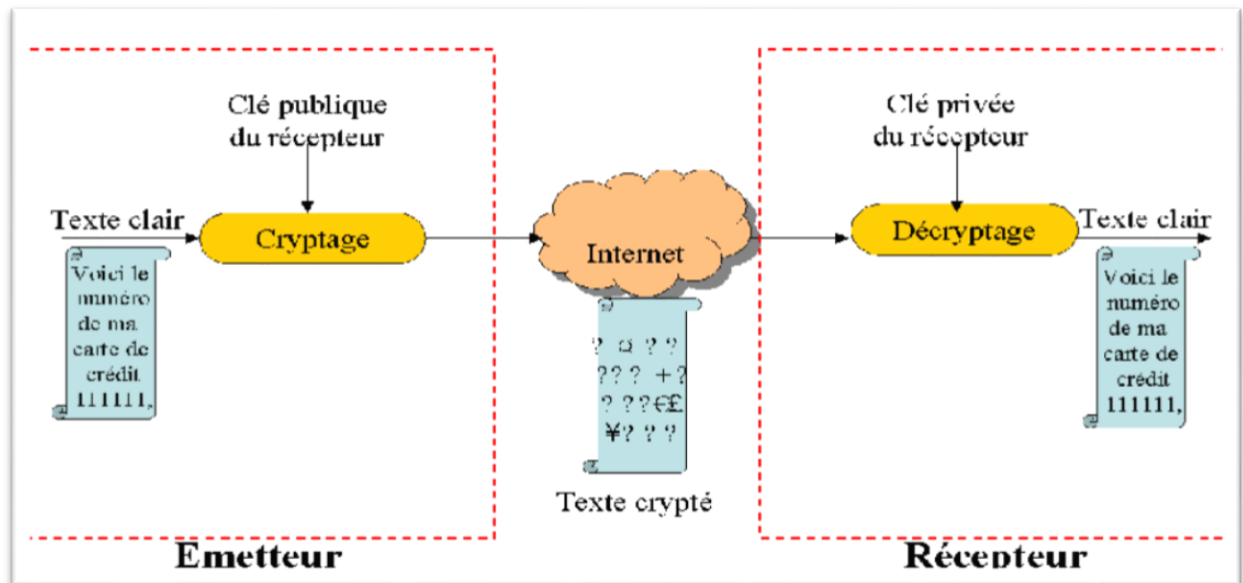 Clé publique
du récepteur
Texte clair
Cryptage
Voici le
numéro
de ma
carte de
crédit
111111,
Emetteur
Internet
? ¤ ? ?
? ? ? + ?
? ? ?€£
¥? ? ?
Texte crypté
Clé privée
du récepteur
Décryptage
Texte clair
Voici le
numéro
de ma
carte de
crédit
111111,
Récepteur